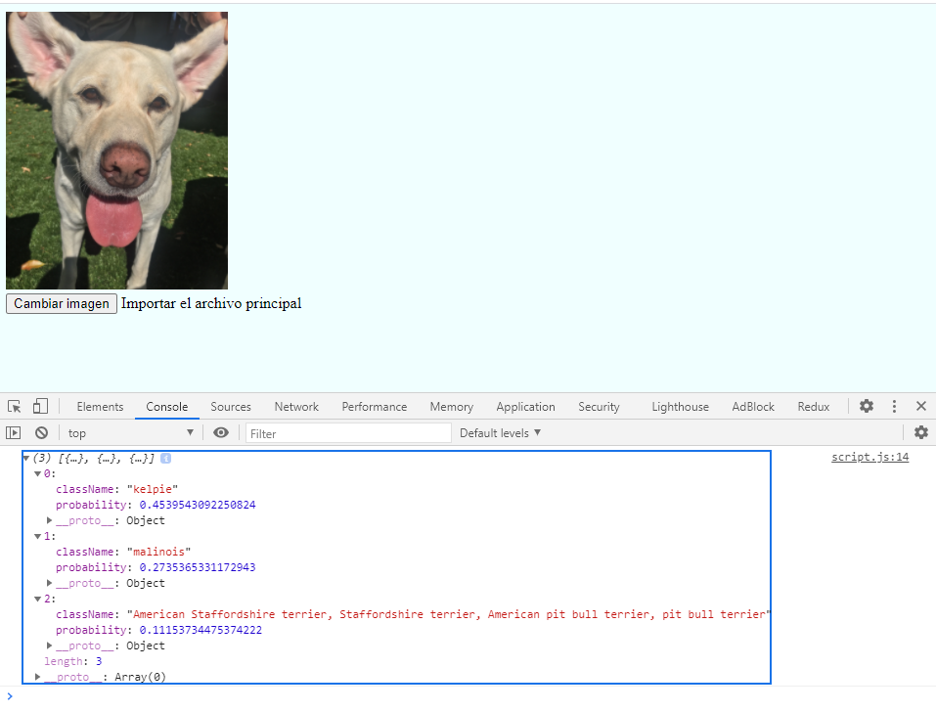 Cambiar imagen Importar el archivo principal
Elements Console Sources Network Performance Memory Application Security Lighthouse AdBlock Redux
top Filter Default levels
(3) [{…}, {…}, {…}] script.js:14
0:
className: "kelpie"
probability: 0.4539543092250824
__proto__: Object
1:
className: "malinois"
probability: 0.2735365331172943
__proto__: Object
2:
className: "American Staffordshire terrier, Staffordshire terrier, American pit bull terrier, pit bull terrier"
probability: 0.11153734475374222
__proto__: Object
length: 3
__proto__: Array(0)